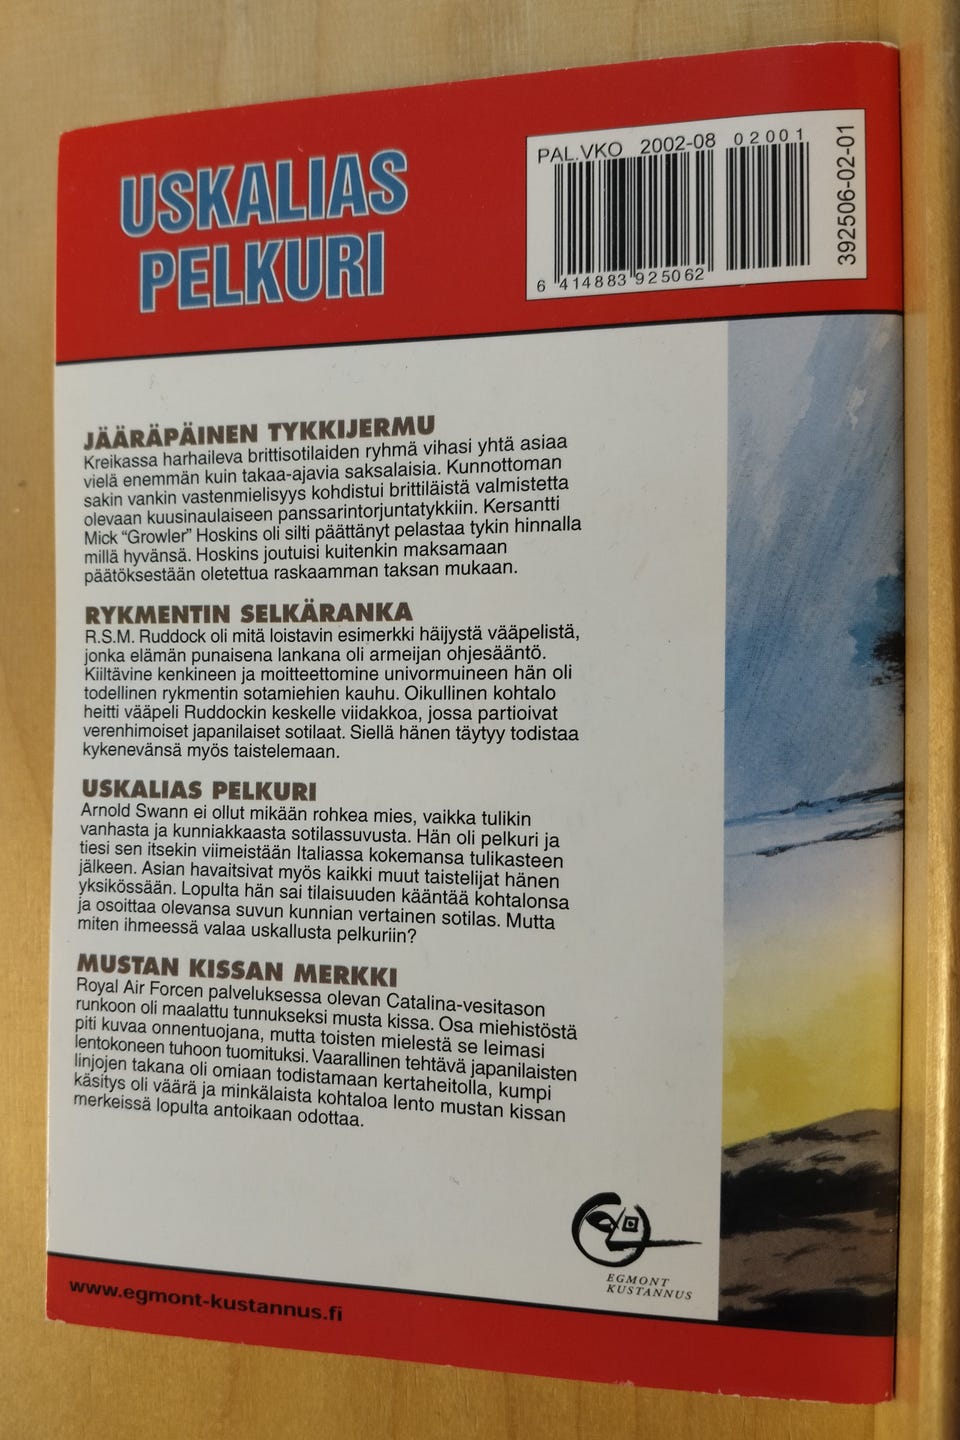 USKALIAS
PELKURI
PAL.VKO 2002-08
02001
6 414883 925062
392506-02-01
JÄÄRÄPÄINEN TYKKIJERMU
Kreikassa harhaileva brittisotilaiden ryhmä vihasi yhtä asiaa
vielä enemmän kuin takaa-ajavia saksalaisia. Kunnottoman
sakin vankin vastenmielisyys kohdistui brittiläistä valmistetta
olevaan kuusinaulaiseen panssarintorjuntatykkiin. Kersantti
Mick “Growler” Hoskins oli silti päättänyt pelastaa tykin hinnalla
millä hyvänsä. Hoskins joutuisi kuitenkin maksamaan
päätöksestään oletettua raskaamman taksan mukaan.
RYKMENTIN SELKÄRANKA
R.S.M. Ruddock oli mitä loistavin esimerkki häijystä vääpelistä,
jonka elämän punaisena lankana oli armeijan ohjesääntö.
Kiiltävine kenkineen ja moitteettomine univormuineen hän oli
todellinen rykmentin sotamiehien kauhu. Oikullinen kohtalo
heitti vääpeli Ruddockin keskelle viidakkoa, jossa partioivat
verenhimoiset japanilaiset sotilaat. Siellä hänen täytyy todistaa
kykenevänsä myös taistelemaan.
USKALIAS PELKURI
Arnold Swann ei ollut mikään rohkea mies, vaikka tulikin
vanhasta ja kunniakkaasta sotilassuvusta. Hän oli pelkuri ja
tiesi sen itsekin viimeistään Italiassa kokemansa tulikasteen
jälkeen. Asian havaitsivat myös kaikki muut taistelijat hänen
yksikössään. Lopulta hän sai tilaisuuden kääntää kohtalonsa
ja osoittaa olevansa suvun kunnian vertainen sotilas. Mutta
miten ihmeessä valaa uskallusta pelkuriin?
MUSTAN KISSAN MERKKI
Royal Air Forcen palveluksessa olevan Catalina-vesitason
runkoon oli maalattu tunnukseksi musta kissa. Osa miehistöstä
piti kuvaa onnentuojana, mutta toisten mielestä se leimasi
lentokoneen tuhoon tuomituksi. Vaarallinen tehtävä japanilaisten
linjojen takana oli omiaan todistamaan kertaheitolla, kumpi
käsitys oli väärä ja minkälaista kohtaloa lento mustan kissan
merkeissä lopulta antoikaan odottaa.
EGMONT
KUSTANNUS
www.egmont-kustannus.fi